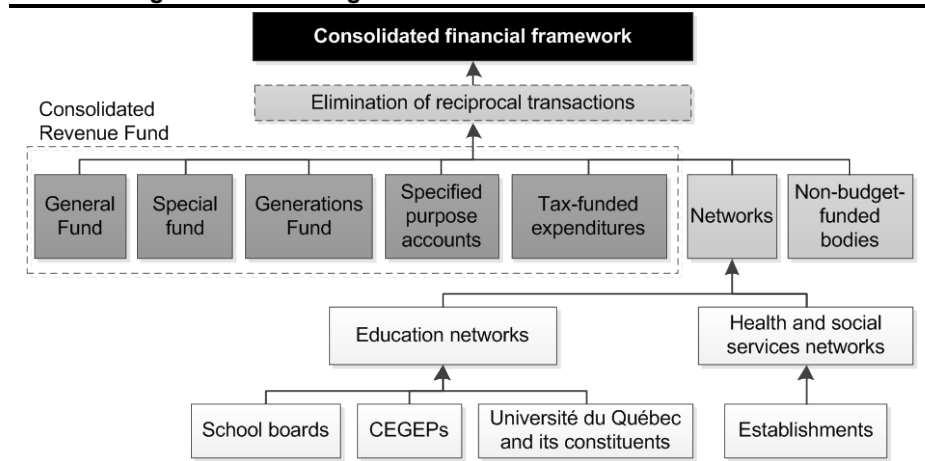 Consolidated financial framework
Elimination of reciprocal transactions
Consolidated
Revenue Fund
General
Fund
Special
fund
Generations
Fund
Specified
purpose
accounts
Tax-funded
expenditures
Networks
Non-budget-
funded
bodies
Education networks
Health and social
services networks
School boards
CEGEPs
Université du Québec
and its constituents
Establishments